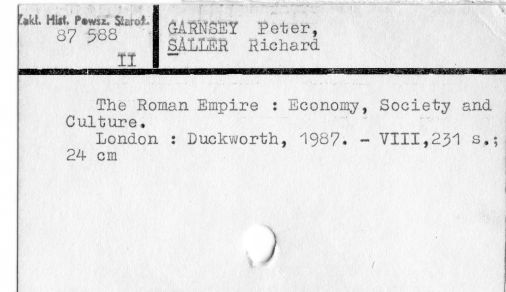 Zakł. Hist. Powsz. Staroż.
87 588
II
GARNSEY Peter,
SALLER Richard
The Roman Empire : Economy, Society and
Culture.
London : Duckworth, 1987. - VIII,231 s.;
24 cm